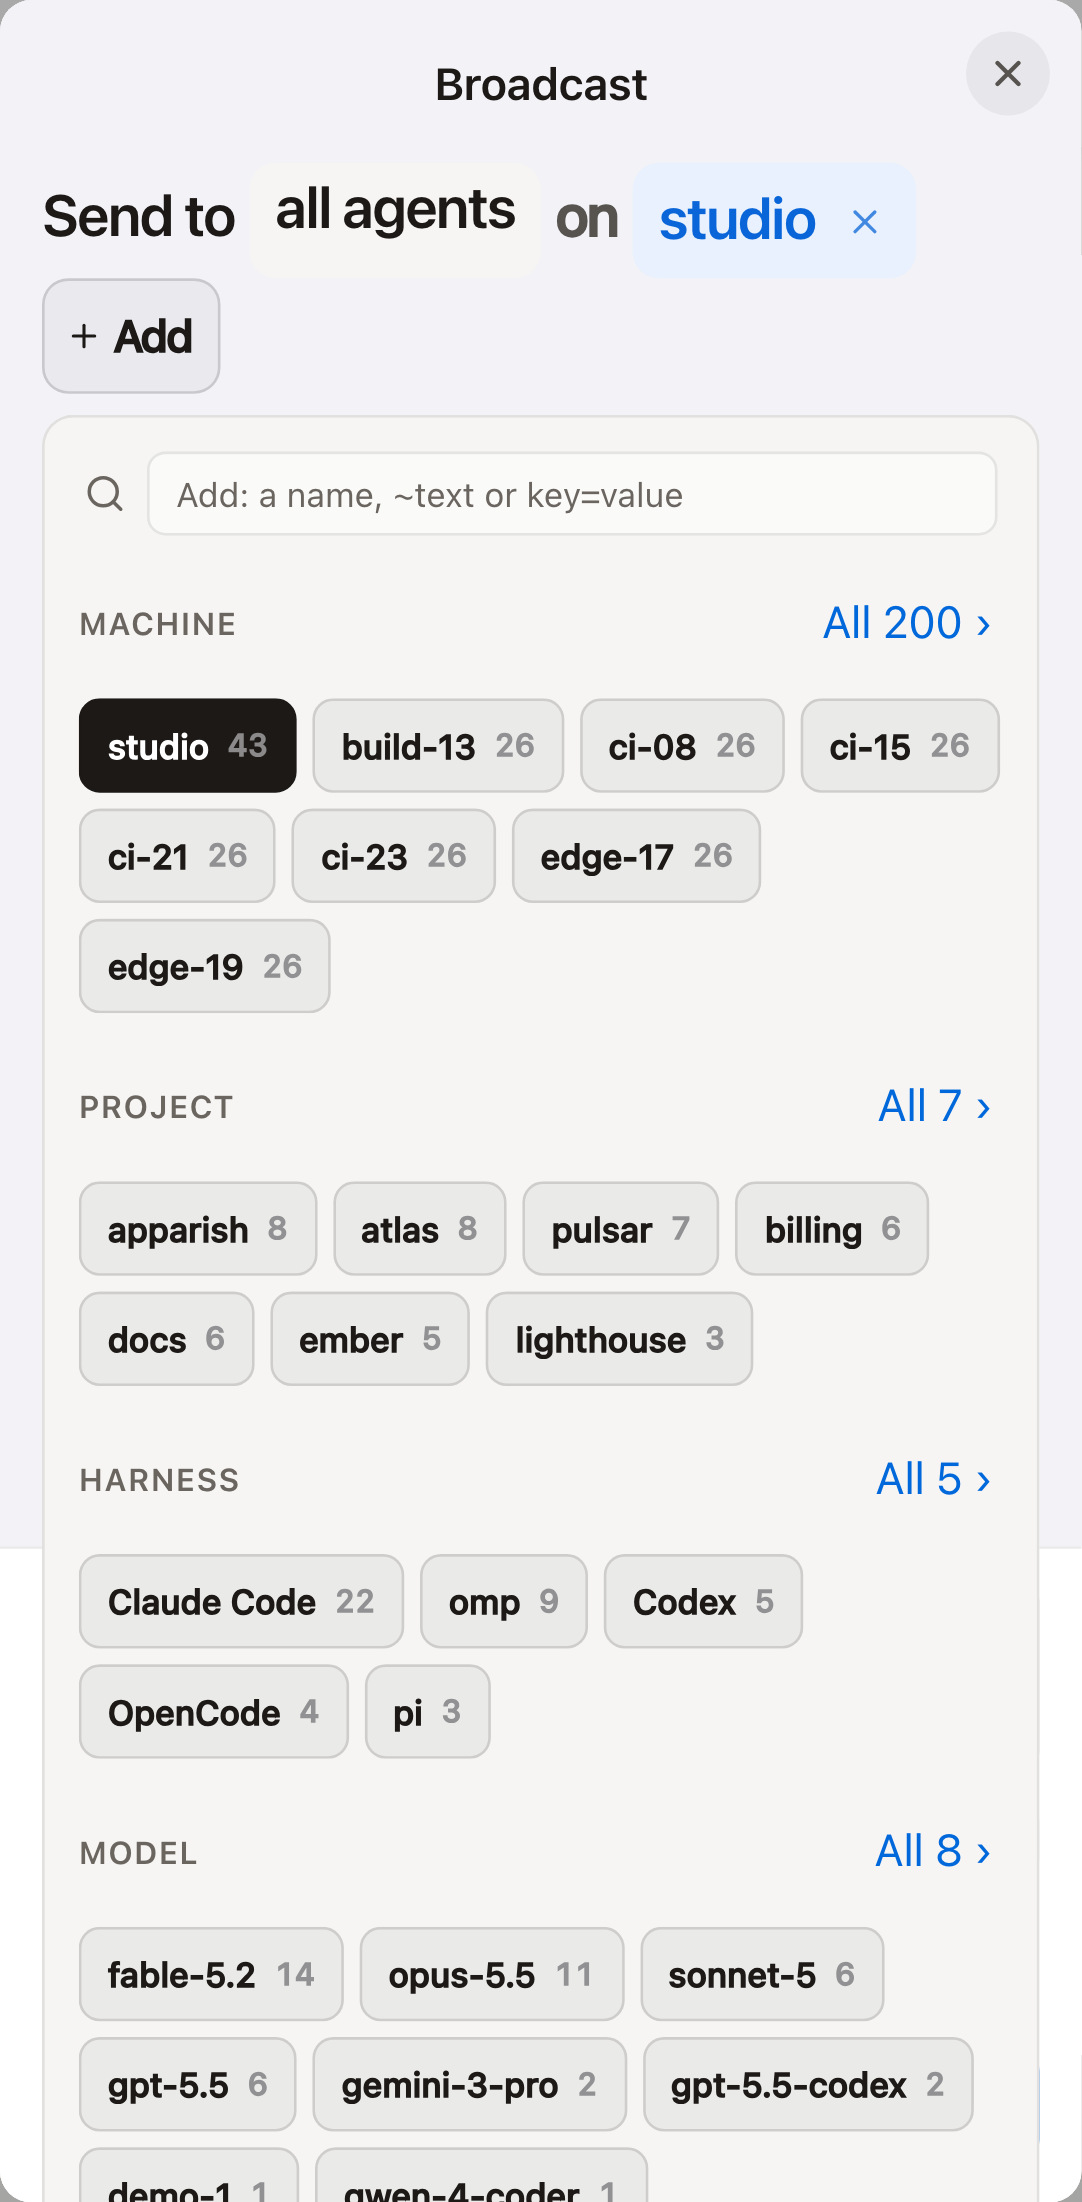 Broadcast
Send to all agents on studio ×
+ Add
Add: a name, ~text or key=value
MACHINE All 200 ›
studio 43 build-13 26 ci-08 26 ci-15 26
ci-21 26 ci-23 26 edge-17 26
edge-19 26
PROJECT All 7 ›
apparish 8 atlas 8 pulsar 7 billing 6
docs 6 ember 5 lighthouse 3
HARNESS All 5 ›
Claude Code 22 omp 9 Codex 5
OpenCode 4 pi 3
MODEL All 8 ›
fable-5.2 14 opus-5.5 11 sonnet-5 6
gpt-5.5 6 gemini-3-pro 2 gpt-5.5-codex 2
demo-1 1 qwen-4-coder 1